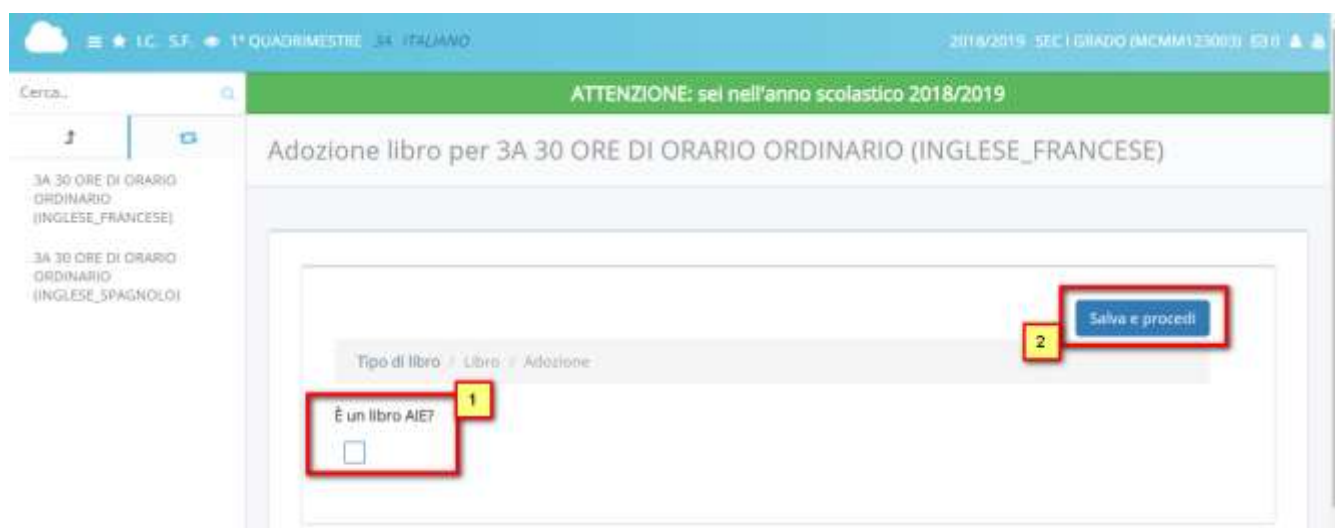 I.C. S.F. 1° QUADRIMESTRE 3A ITALIANO
2018/2019 SEC I GRADO (MCMM123003) 0
Cerca..
ATTENZIONE: sei nell'anno scolastico 2018/2019
Adozione libro per 3A 30 ORE DI ORARIO ORDINARIO (INGLESE_FRANCESE)
3A 30 ORE DI ORARIO
ORDINARIO
(INGLESE_FRANCESE)
3A 30 ORE DI ORARIO
ORDINARIO
(INGLESE_SPAGNOLO)
Salva e procedi
2
Tipo di libro / Libro / Adozione
1
È un libro AIE?